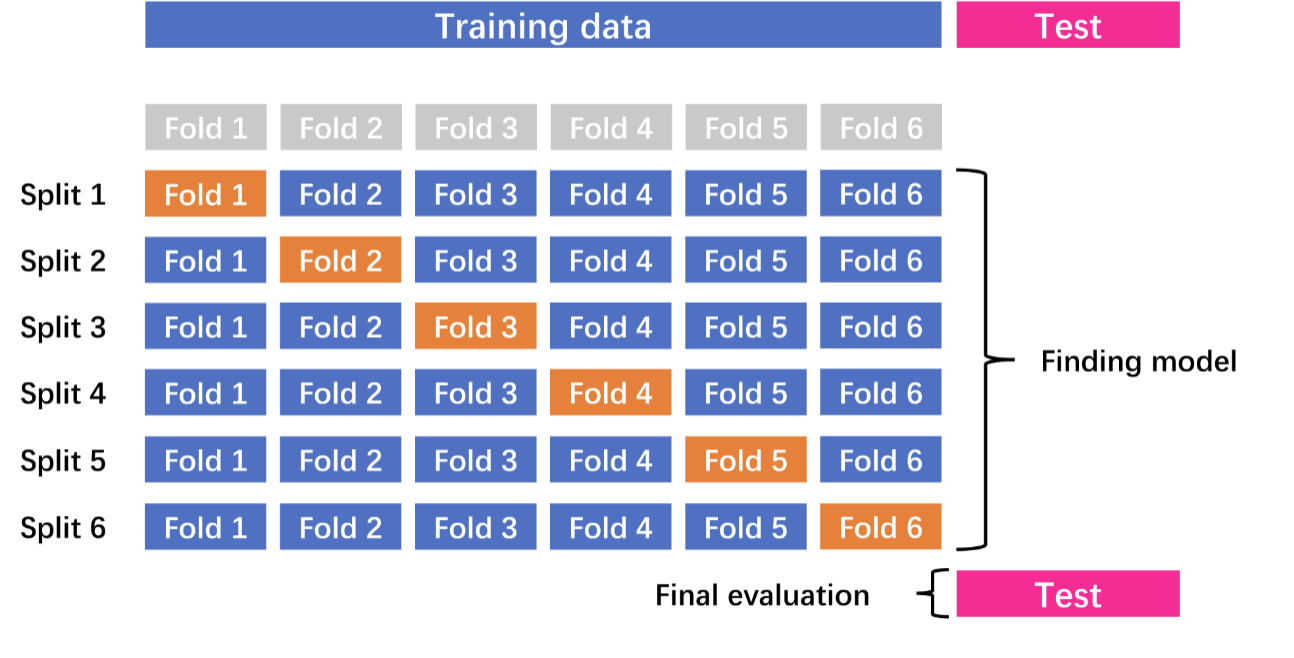 Training data Test
Fold 1 Fold 2 Fold 3 Fold 4 Fold 5 Fold 6
Split 1 Fold 1 Fold 2 Fold 3 Fold 4 Fold 5 Fold 6
Split 2 Fold 1 Fold 2 Fold 3 Fold 4 Fold 5 Fold 6
Split 3 Fold 1 Fold 2 Fold 3 Fold 4 Fold 5 Fold 6
Finding model
Split 4 Fold 1 Fold 2 Fold 3 Fold 4 Fold 5 Fold 6
Split 5 Fold 1 Fold 2 Fold 3 Fold 4 Fold 5 Fold 6
Split 6 Fold 1 Fold 2 Fold 3 Fold 4 Fold 5 Fold 6
Final evaluation Test